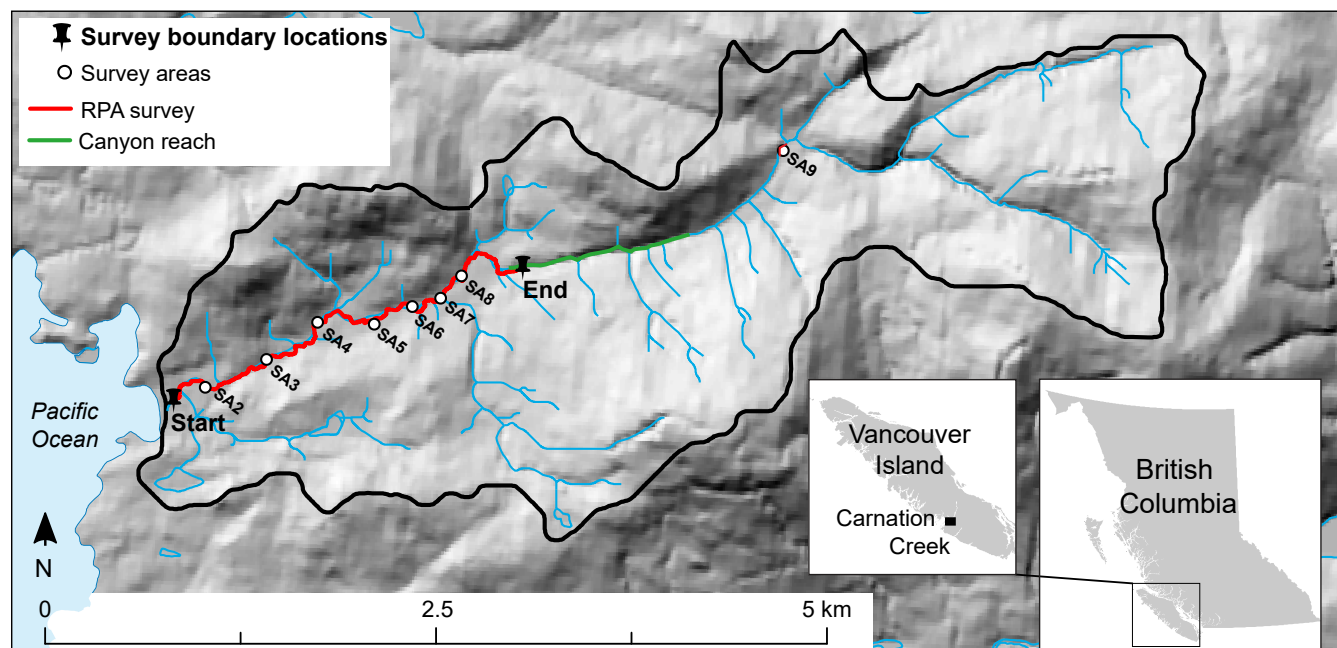 Survey boundary locations
Survey areas
RPA survey
Canyon reach
SA9
End
SA8
SA7
SA6
SA5
SA4
SA3
SA2
Start
Pacific
Ocean
N
0
2.5
5 km
Vancouver
Island
Carnation
Creek
British
Columbia